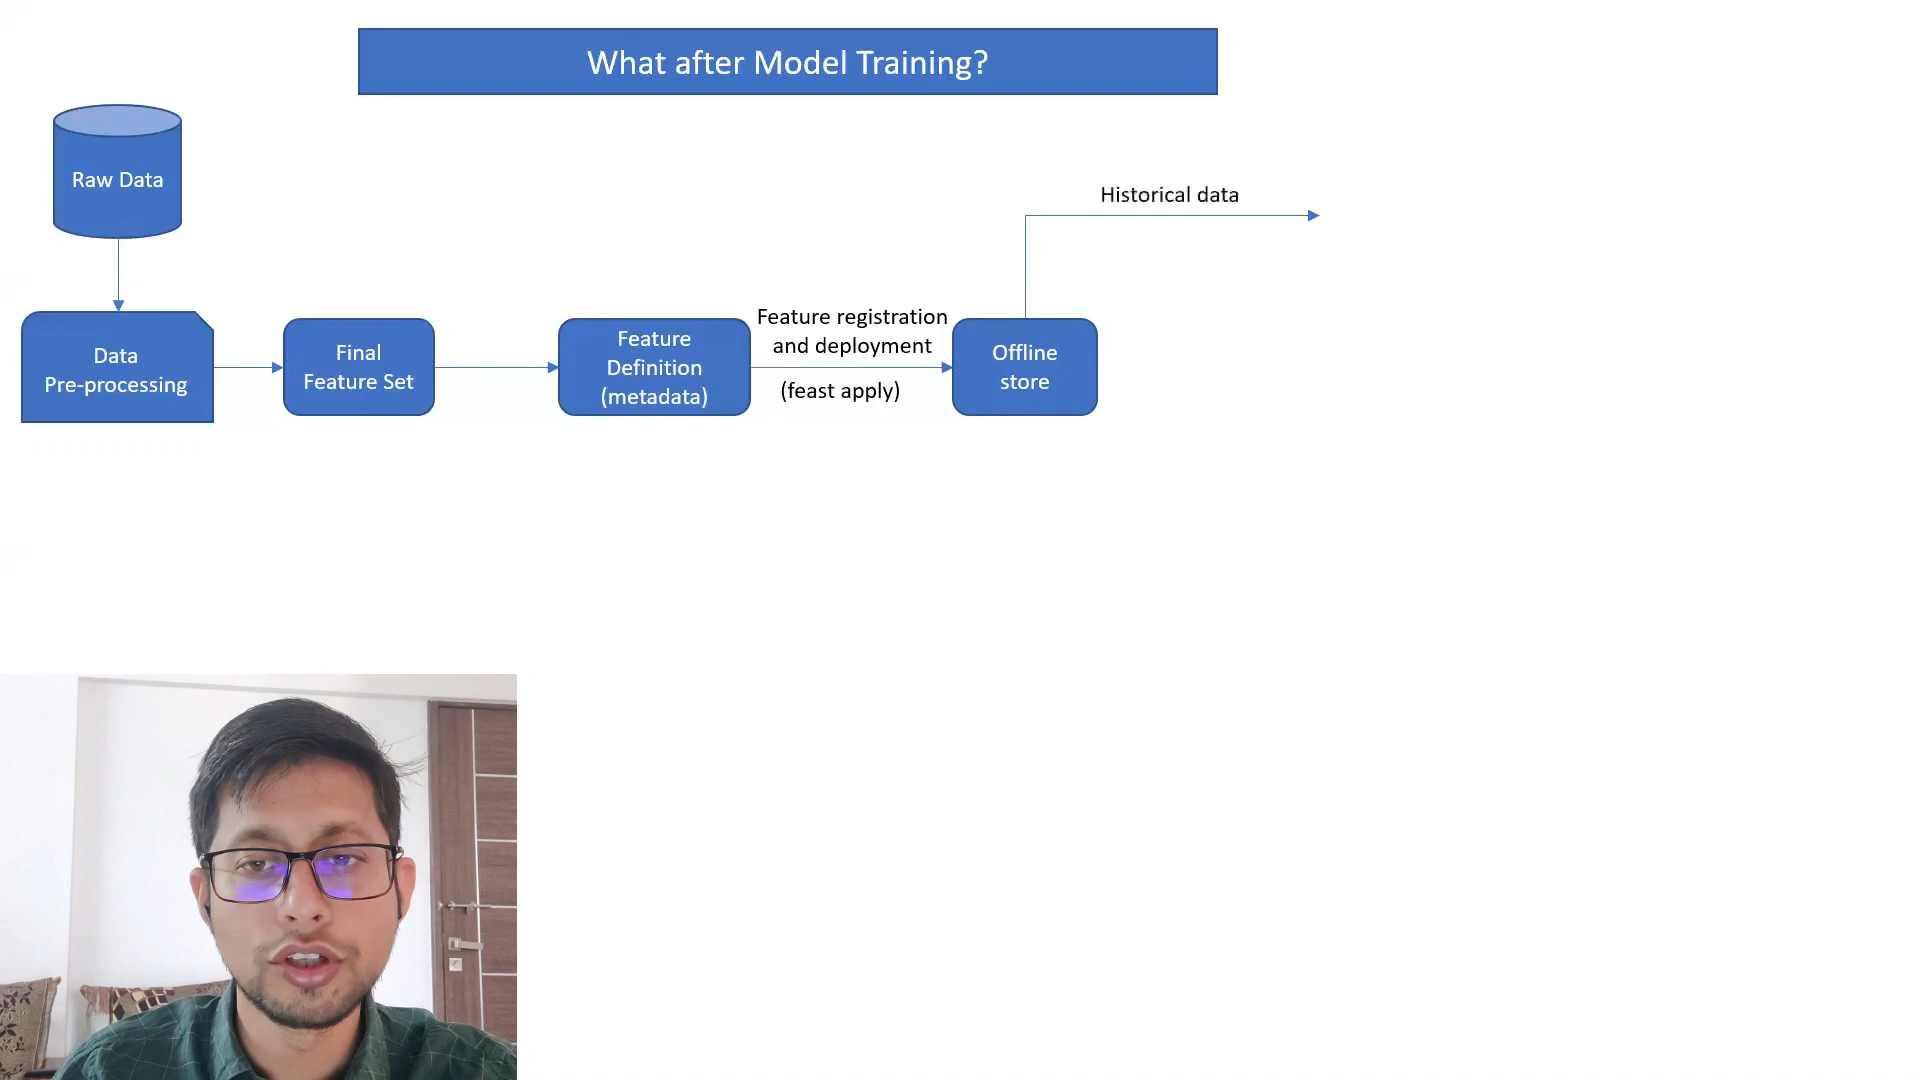 What after Model Training?
Raw Data
Historical data
Data
Pre-processing
Final
Feature Set
Feature
Definition
(metadata)
Feature registration
and deployment
(feast apply)
Offline
store